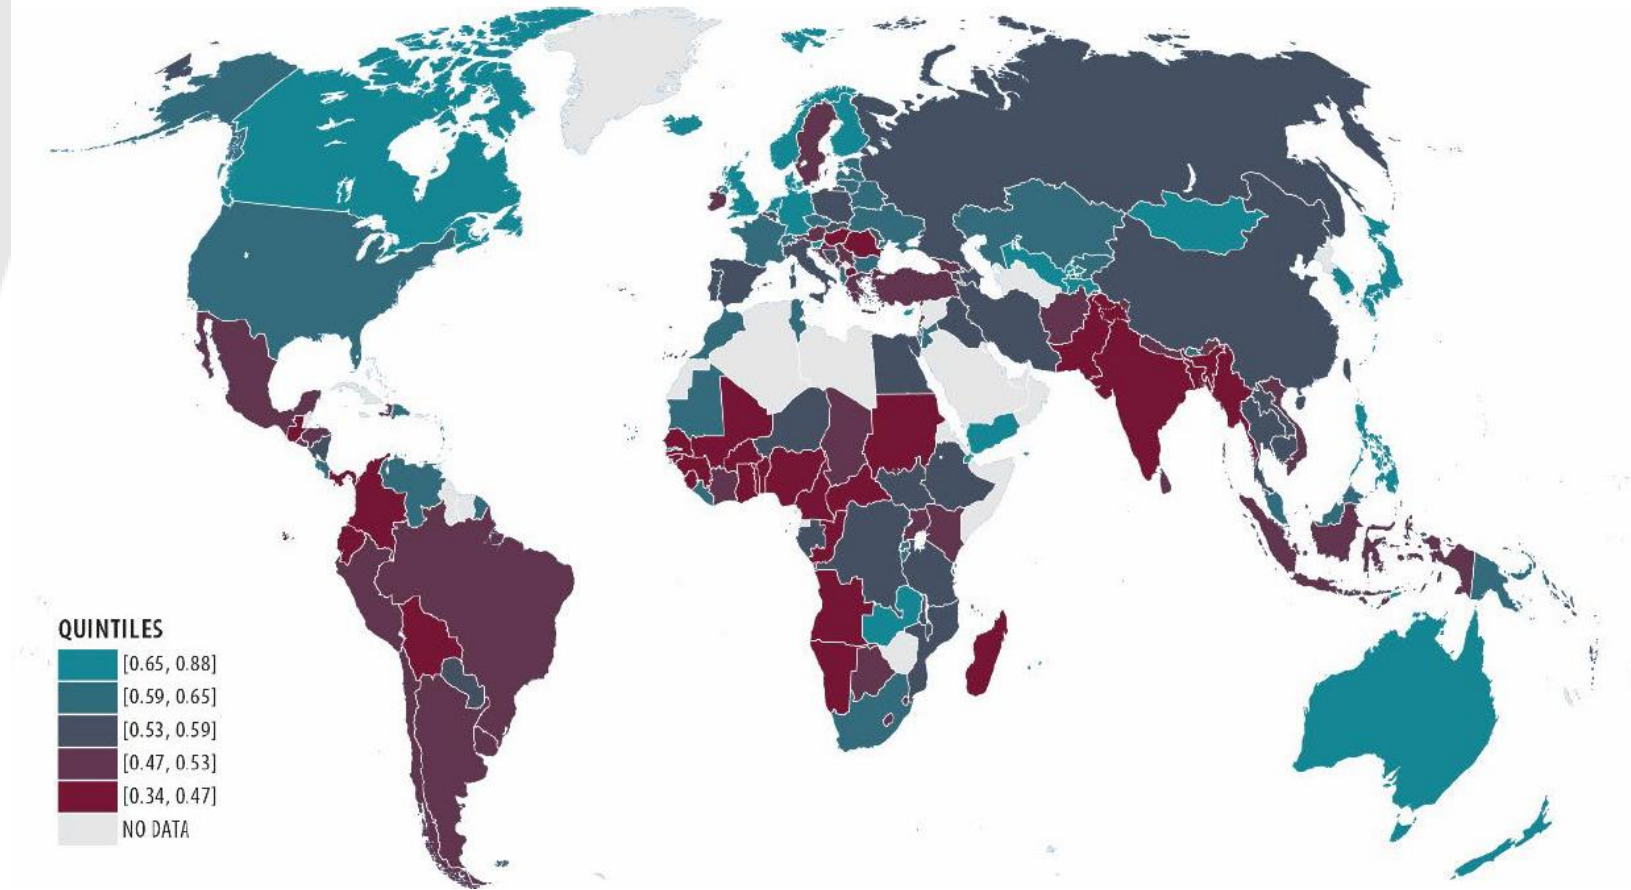 QUINTILES
[0.65, 0.88]
[0.59, 0.65]
[0.53, 0.59]
[0.47, 0.53]
[0.34, 0.47]
NO DATA